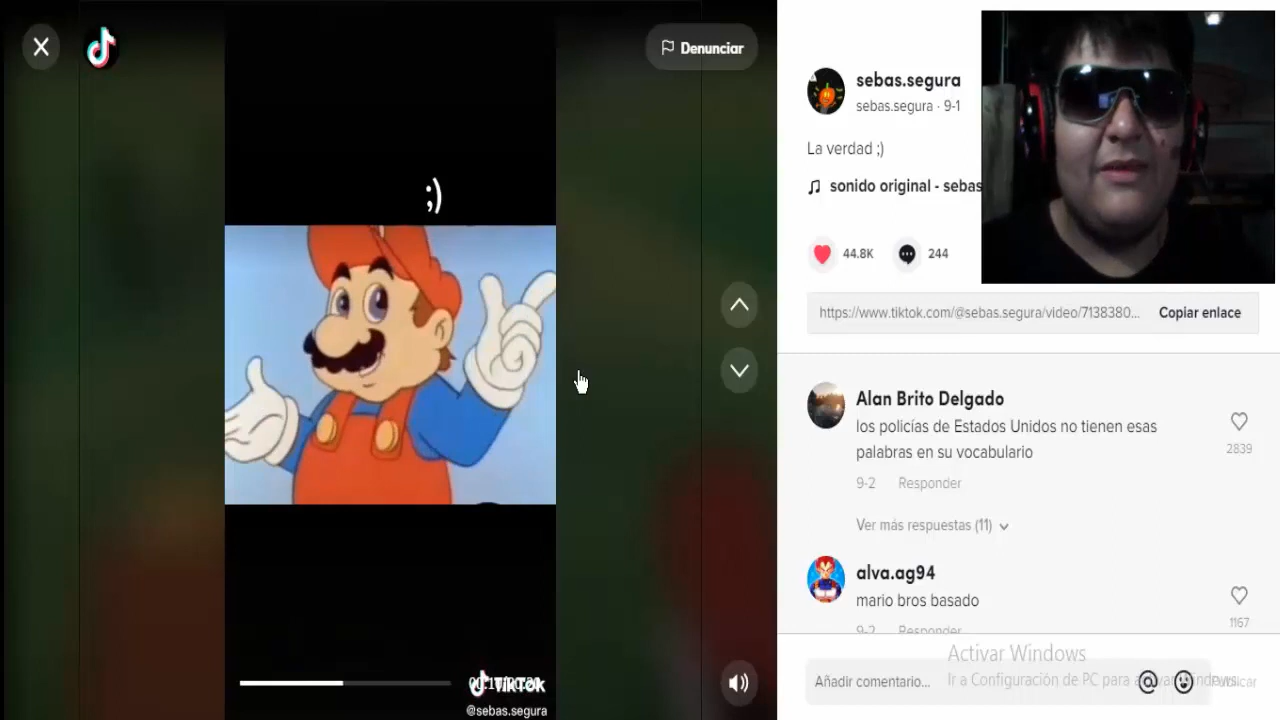 Denunciar
;)
TikTok
@sebas.segura
sebas.segura
sebas.segura · 9-1
La verdad ;)
sonido original - sebas
44.8K
244
https://www.tiktok.com/@sebas.segura/video/7138380...
Copiar enlace
Alan Brito Delgado
los policías de Estados Unidos no tienen esas
palabras en su vocabulario
2839
9-2 Responder
Ver más respuestas (11)
alva.ag94
mario bros basado
1167
9-2 Responder
Activar Windows
Ir a Configuración de PC para
Añadir comentario...